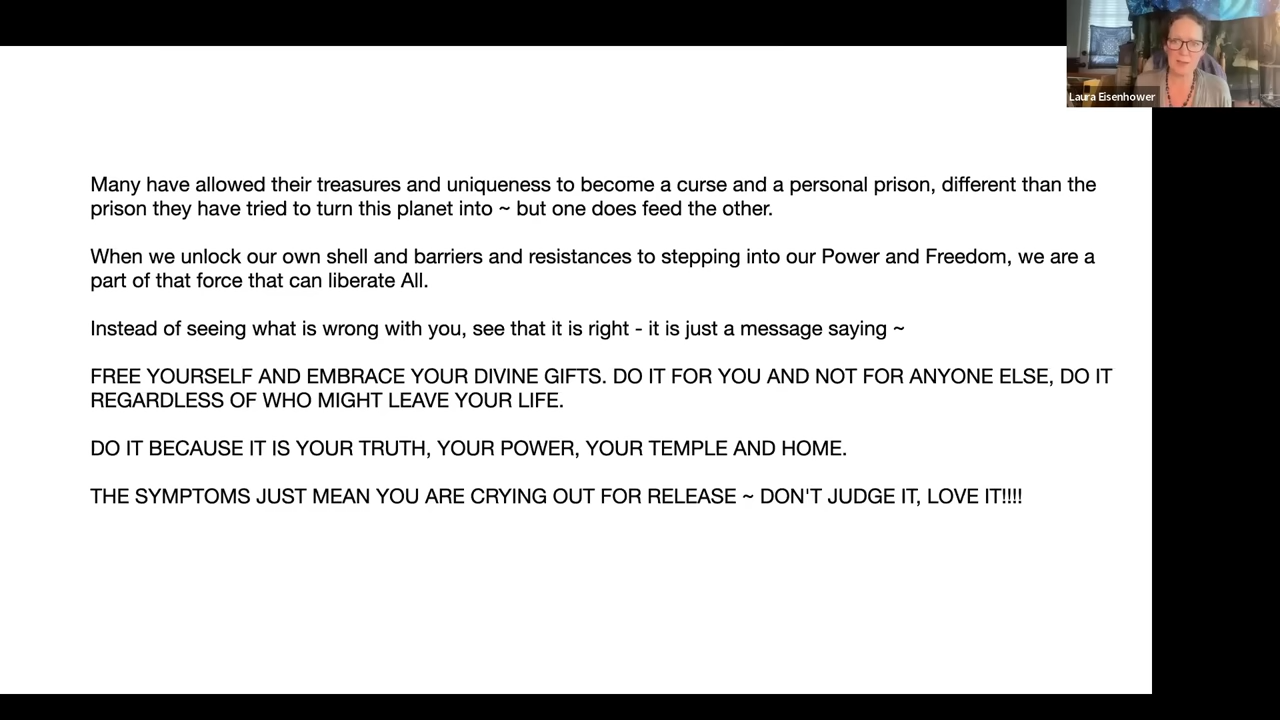 Laura Eisenhower
Many have allowed their treasures and uniqueness to become a curse and a personal prison, different than the
prison they have tried to turn this planet into ~ but one does feed the other.
When we unlock our own shell and barriers and resistances to stepping into our Power and Freedom, we are a
part of that force that can liberate All.
Instead of seeing what is wrong with you, see that it is right - it is just a message saying ~
FREE YOURSELF AND EMBRACE YOUR DIVINE GIFTS. DO IT FOR YOU AND NOT FOR ANYONE ELSE, DO IT
REGARDLESS OF WHO MIGHT LEAVE YOUR LIFE.
DO IT BECAUSE IT IS YOUR TRUTH, YOUR POWER, YOUR TEMPLE AND HOME.
THE SYMPTOMS JUST MEAN YOU ARE CRYING OUT FOR RELEASE ~ DON'T JUDGE IT, LOVE IT!!!!